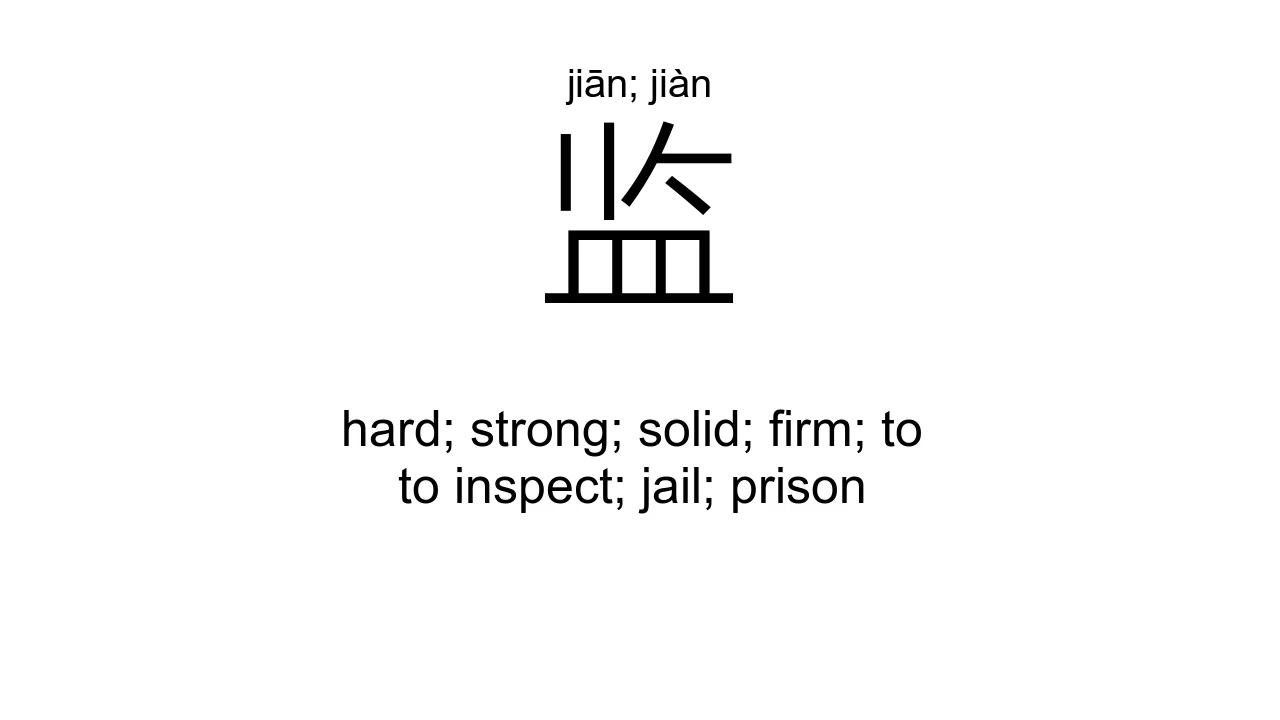 jiān; jiàn
监
hard; strong; solid; firm; to
to inspect; jail; prison